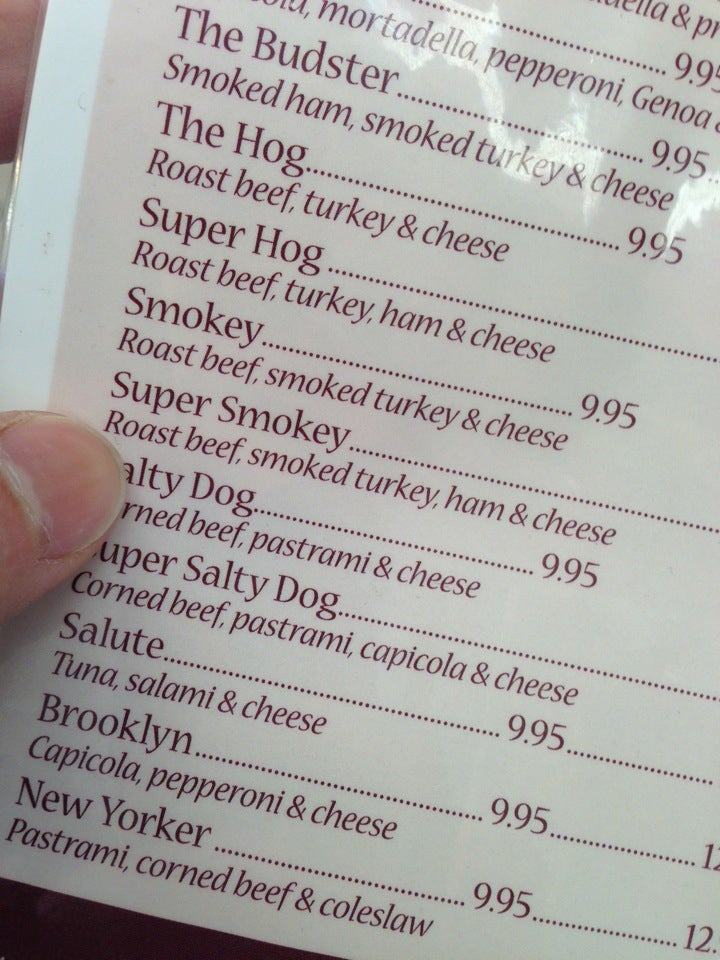 mortadella, pepperoni, Genoa
The Budster 9.95
Smoked ham, smoked turkey & cheese
The Hog 9.95
Roast beef, turkey & cheese
Super Hog
Roast beef, turkey, ham & cheese
Smokey 9.95
Roast beef, smoked turkey & cheese
Super Smokey
Roast beef, smoked turkey, ham & cheese
alty Dog 9.95
rned beef, pastrami & cheese
uper Salty Dog
Corned beef, pastrami, capicola & cheese
Salute 9.95
Tuna, salami & cheese
Brooklyn 9.95
Capicola, pepperoni & cheese
New Yorker 9.95 12.
Pastrami, corned beef & coleslaw